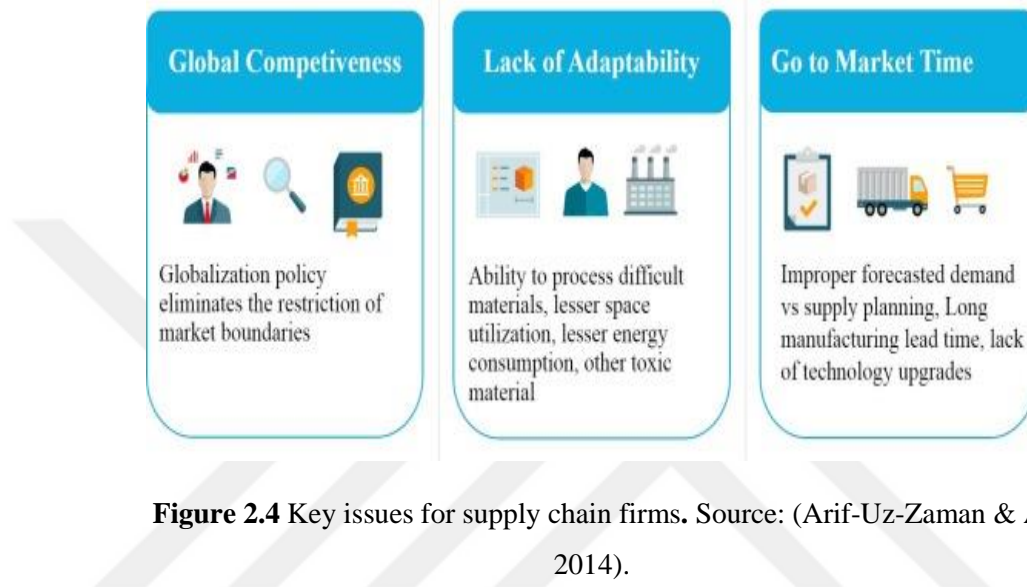 Global Competiveness
Globalization policy
eliminates the restriction of
market boundaries
Lack of Adaptability
Ability to process difficult
materials, lesser space
utilization, lesser energy
consumption, other toxic
material
Go to Market Time
Improper forecasted demand
vs supply planning, Long
manufacturing lead time, lack
of technology upgrades
Figure 2.4 Key issues for supply chain firms. Source: (Arif-Uz-Zaman &
2014).